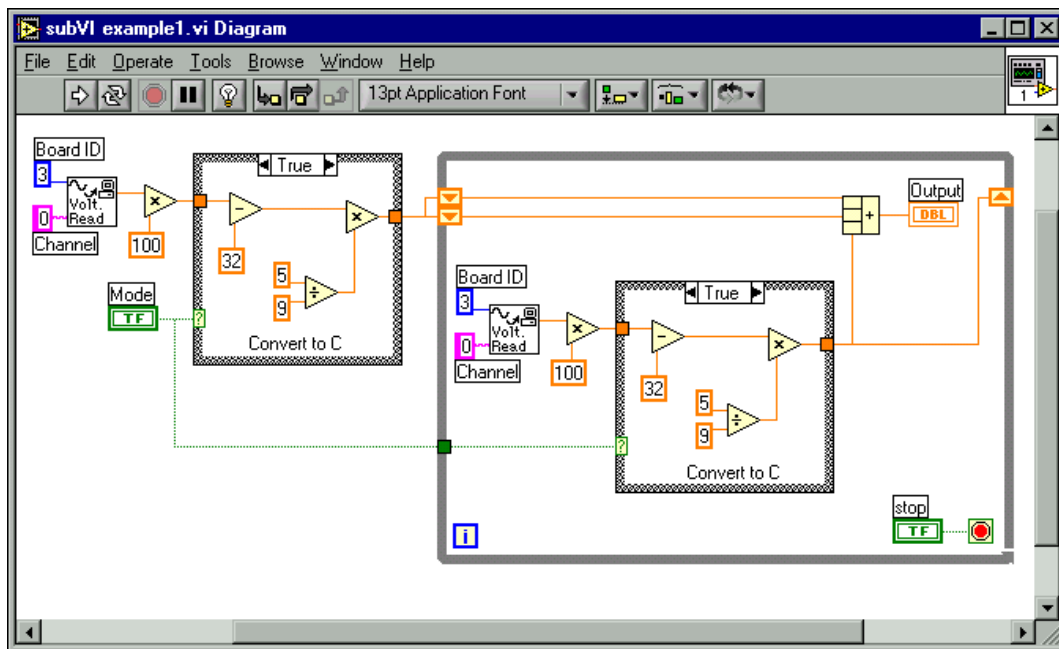 subVI example1.vi Diagram
File Edit Operate Tools Browse Window Help
13pt Application Font
1
Board ID
3
Volt.
Read
0
Channel
×
100
True
−
32
×
5
9
÷
Convert to C
Mode
TF
?
Output
DBL
+
Board ID
3
Volt.
Read
0
Channel
×
100
True
−
32
×
5
9
÷
?
Convert to C
i
stop
TF